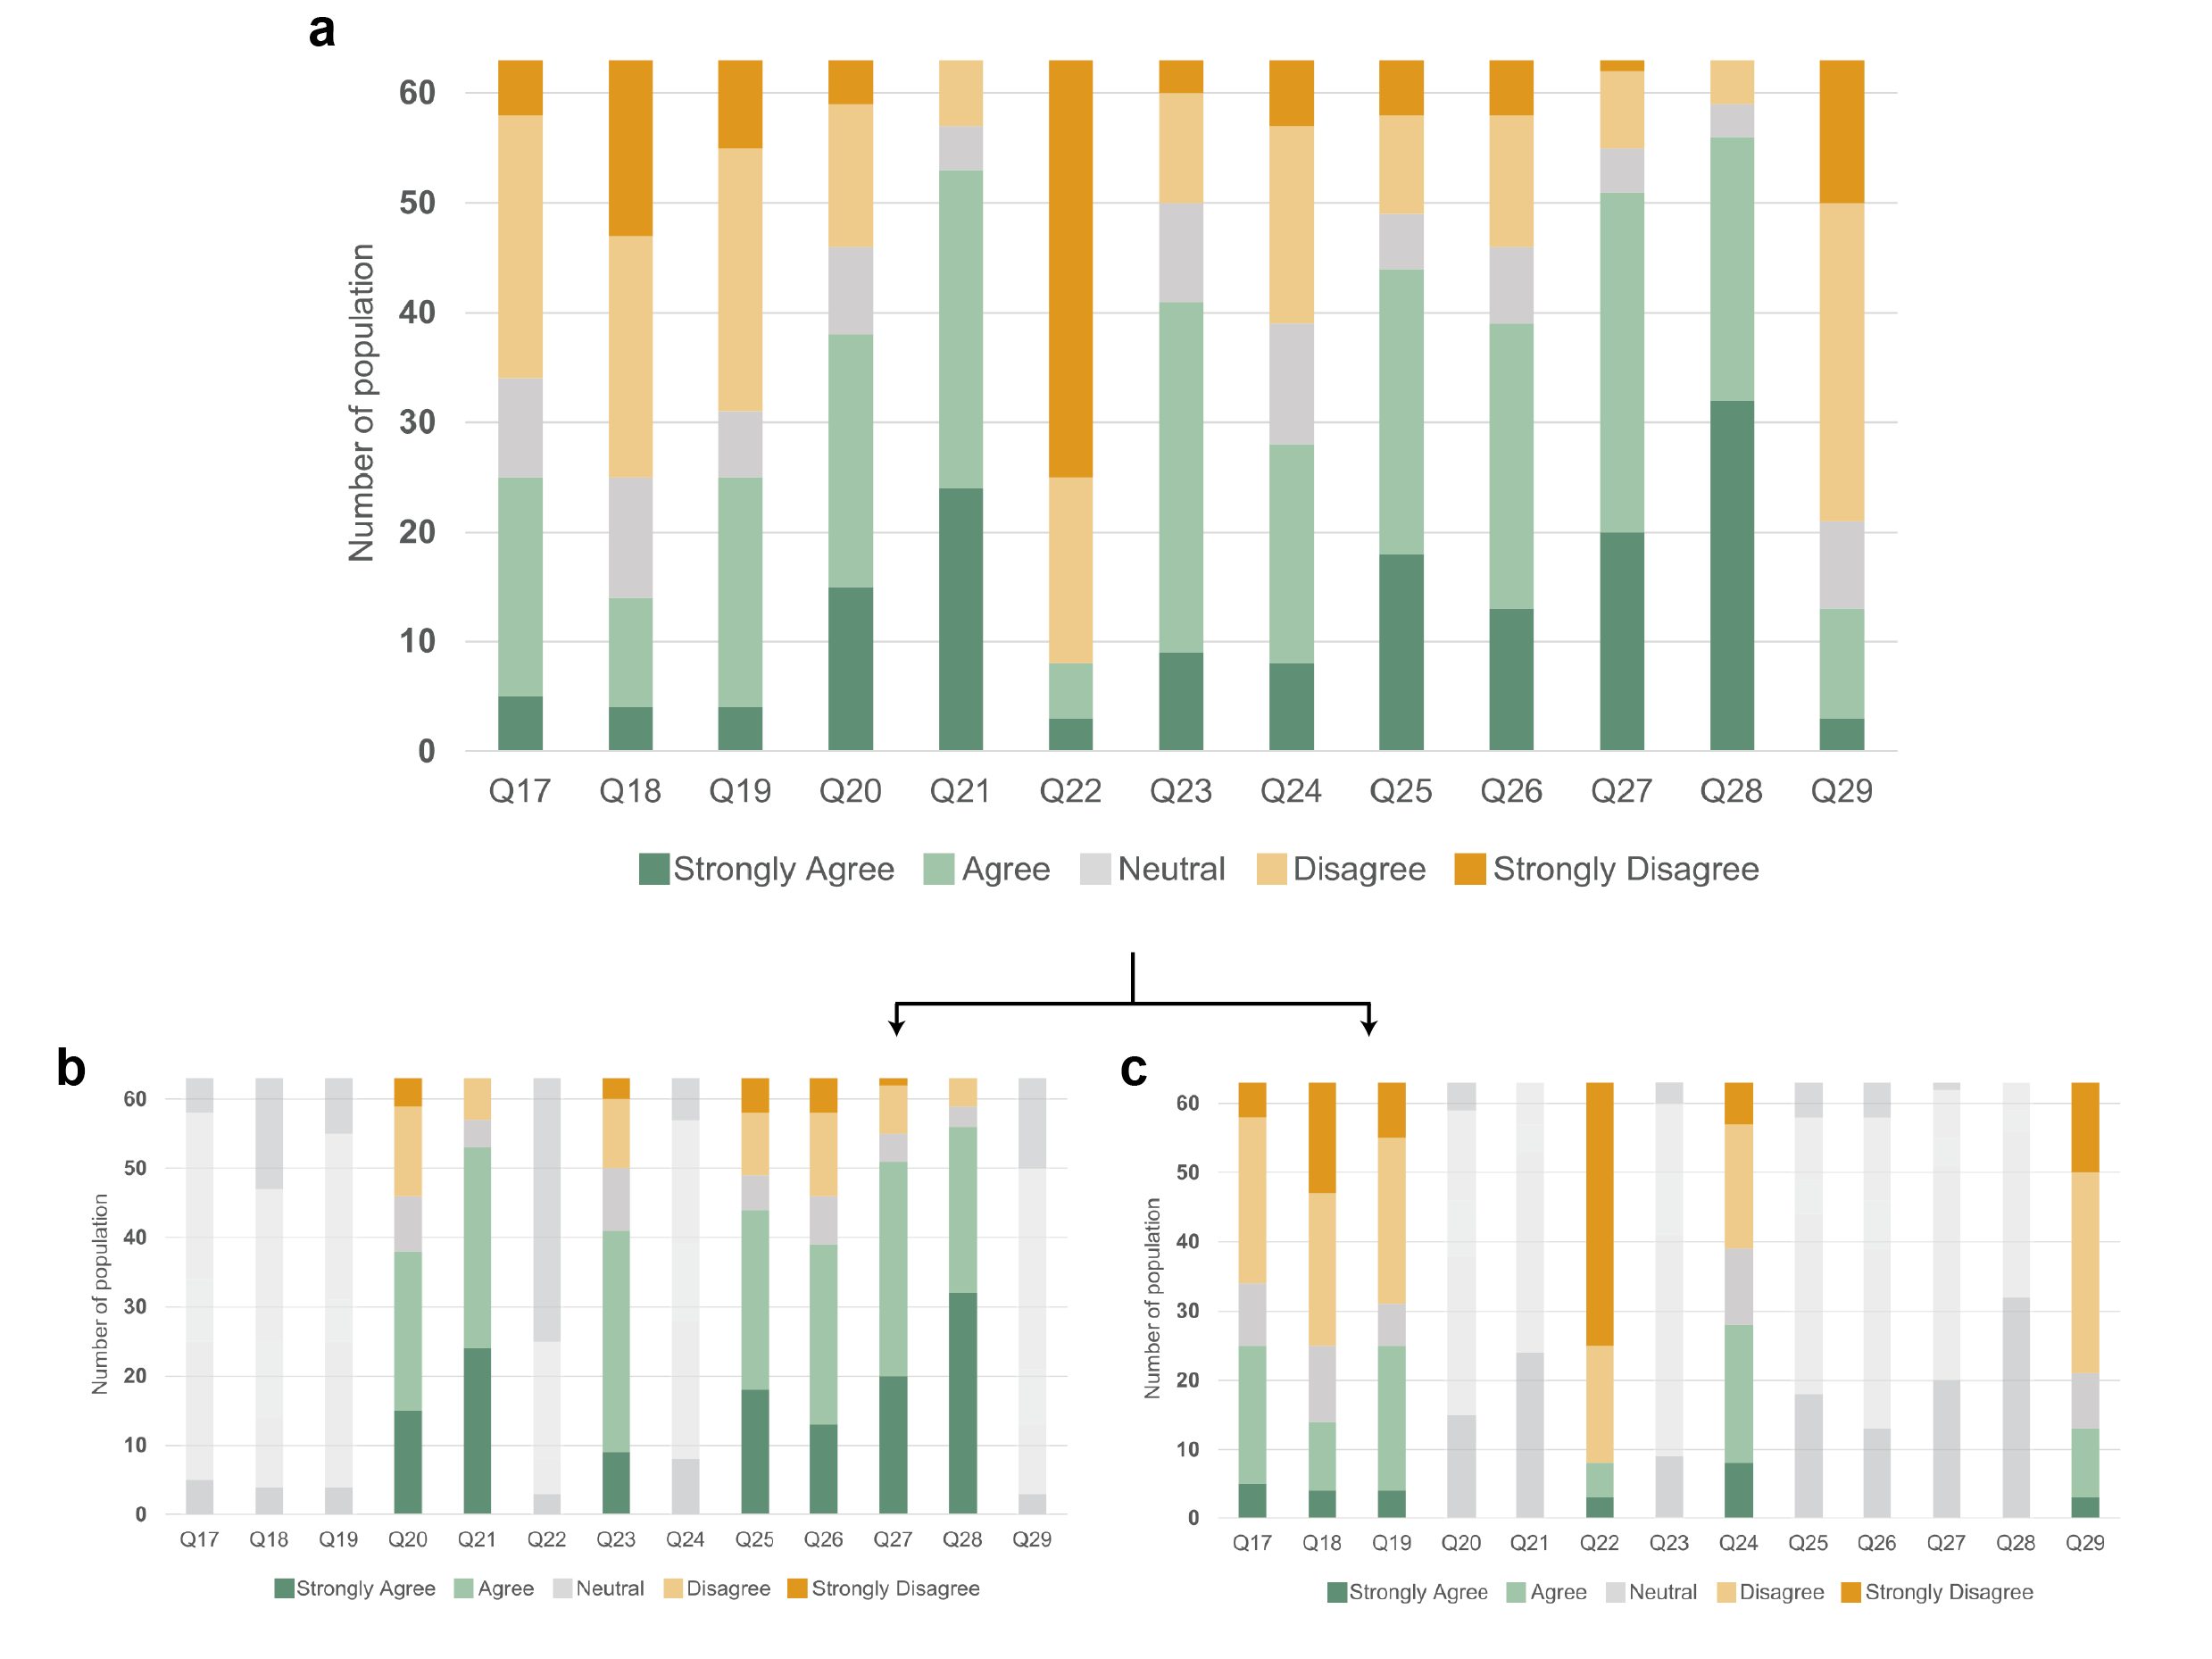 a
Number of population
60
50
40
30
20
10
0
Q17 Q18 Q19 Q20 Q21 Q22 Q23 Q24 Q25 Q26 Q27 Q28 Q29
Strongly Agree Agree Neutral Disagree Strongly Disagree
b
Number of population
60
50
40
30
20
10
0
Q17 Q18 Q19 Q20 Q21 Q22 Q23 Q24 Q25 Q26 Q27 Q28 Q29
Strongly Agree Agree Neutral Disagree Strongly Disagree
c
Number of population
60
50
40
30
20
10
0
Q17 Q18 Q19 Q20 Q21 Q22 Q23 Q24 Q25 Q26 Q27 Q28 Q29
Strongly Agree Agree Neutral Disagree Strongly Disagree